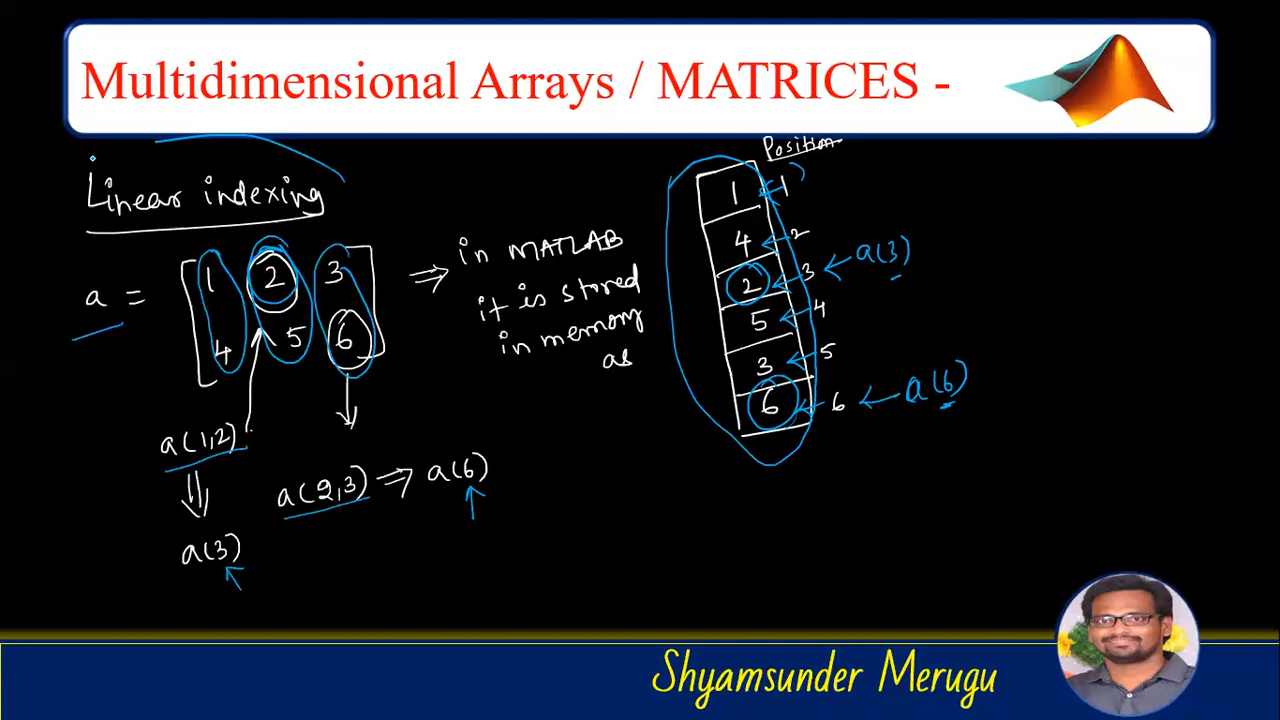 Multidimensional Arrays / MATRICES -
Linear indexing
a = [1 2 3
4 5 6]
⇒ in MATLAB
it is stored
in memory
as
a(1,2)
⇓
a(3)
a(2,3) ⇒ a(6)
Position
1 ← 1
4 ← 2
2 ← 3 ← a(3)
5 ← 4
3 ← 5
6 ← 6 ← a(6)
Shyamsunder Merugu